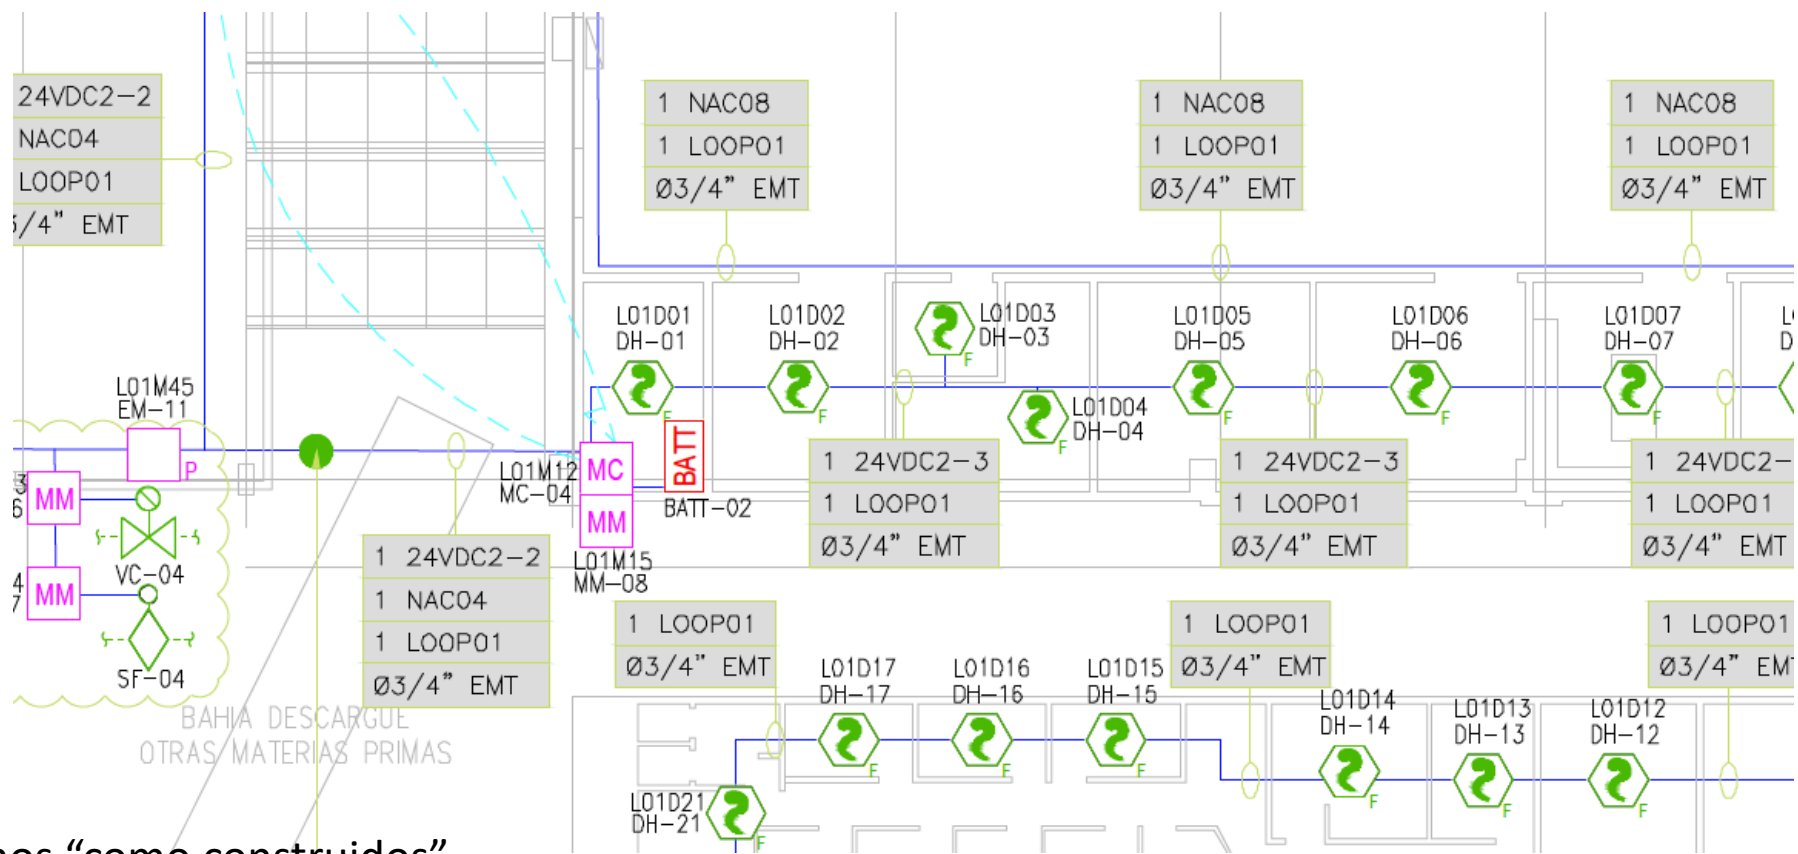 24VDC2-2
NAC04
LOOP01
3/4" EMT
1 NAC08
1 LOOP01
Ø3/4" EMT
1 NAC08
1 LOOP01
Ø3/4" EMT
1 NAC08
1 LOOP01
Ø3/4" EMT
L01D01
DH-01
L01D02
DH-02
L01D03
DH-03
L01D04
DH-04
L01D05
DH-05
L01D06
DH-06
L01D07
DH-07
F
F
F
F
F
F
F
L01M45
EM-11
P
MM
VC-04
MM
SF-04
L01M12
MC-04
MC
MM
L01M15
MM-08
BATT
BATT-02
1 24VDC2-2
1 NAC04
1 LOOP01
Ø3/4" EMT
1 24VDC2-3
1 LOOP01
Ø3/4" EMT
1 24VDC2-3
1 LOOP01
Ø3/4" EMT
1 24VDC2-
1 LOOP01
Ø3/4" EMT
1 LOOP01
Ø3/4" EMT
1 LOOP01
Ø3/4" EMT
1 LOOP01
Ø3/4" EMT
L01D17
DH-17
L01D16
DH-16
L01D15
DH-15
L01D14
DH-14
L01D13
DH-13
L01D12
DH-12
F
F
F
F
F
F
L01D21
DH-21
F
BAHIA DESCARGUE
OTRAS MATERIAS PRIMAS
"como construidos"